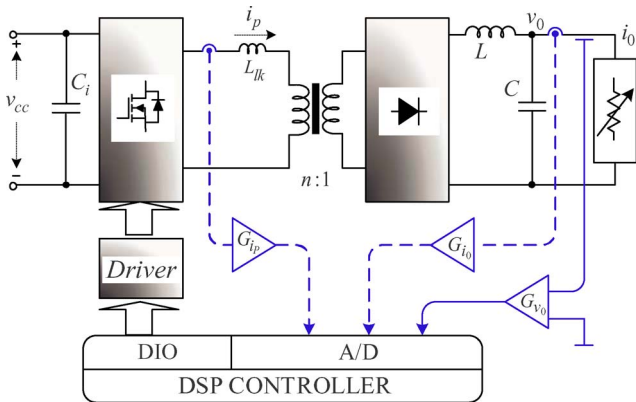 i_p
v_0
i_0
+
C_i
v_cc
-
L_lk
L
C
n:1
G_ip
G_i0
Driver
G_v0
DIO
A/D
DSP CONTROLLER